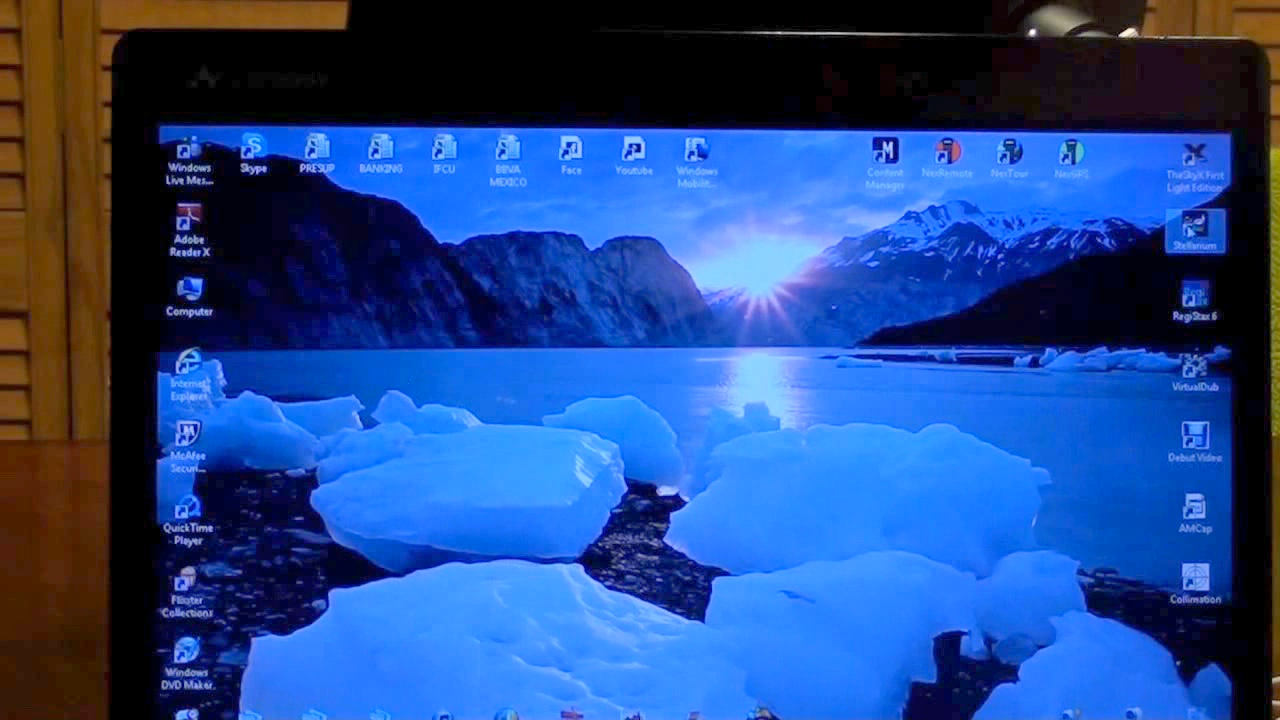 Windows
Live Mes...
Skype
PRESUP
BANKING
IFCU
BBVA
MEXICO
Face
Youtube
Windows
Mobilit...
Content
Manager
NexRemote
NexTour
NexGPS
TheSkyX First
Light Edition
Adobe
Reader X
Stellarium
Computer
RegiStax 6
Internet
Explorer
VirtualDub
McAfee
Securi...
Debut Video
QuickTime
Player
AMCap
Flixster
Collections
Collimation
Windows
DVD Maker